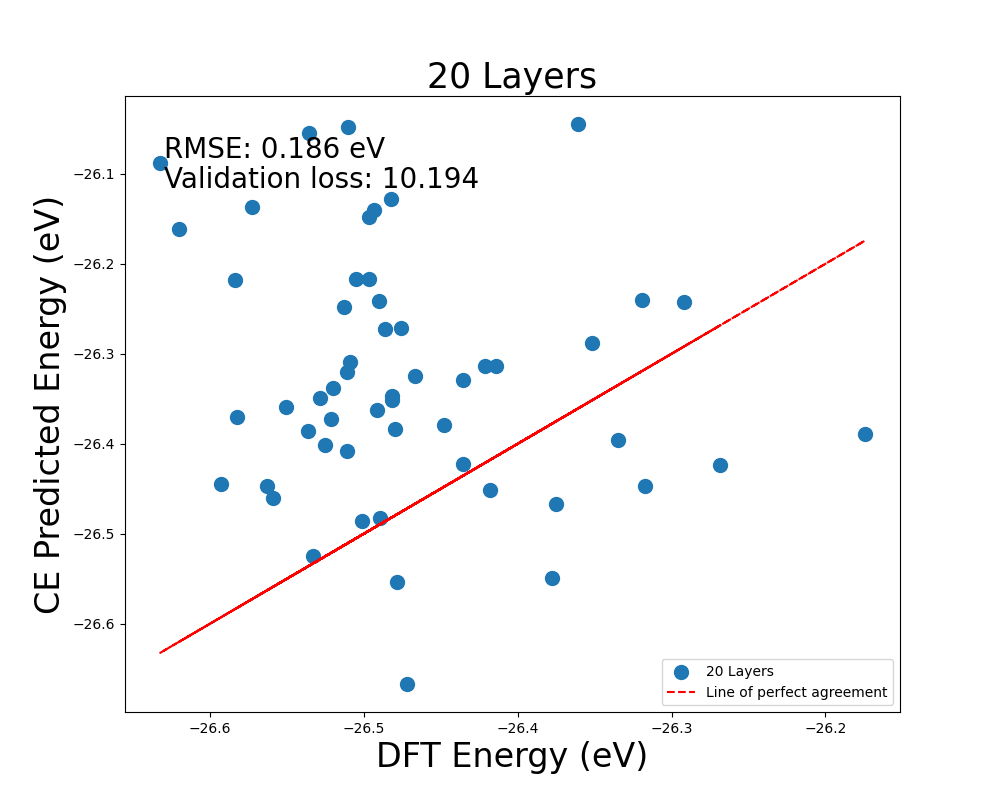 20 Layers
RMSE: 0.186 eV
Validation loss: 10.194
CE Predicted Energy (eV)
−26.1
−26.2
−26.3
−26.4
−26.5
−26.6
20 Layers
Line of perfect agreement
−26.6
−26.5
−26.4
−26.3
−26.2
DFT Energy (eV)